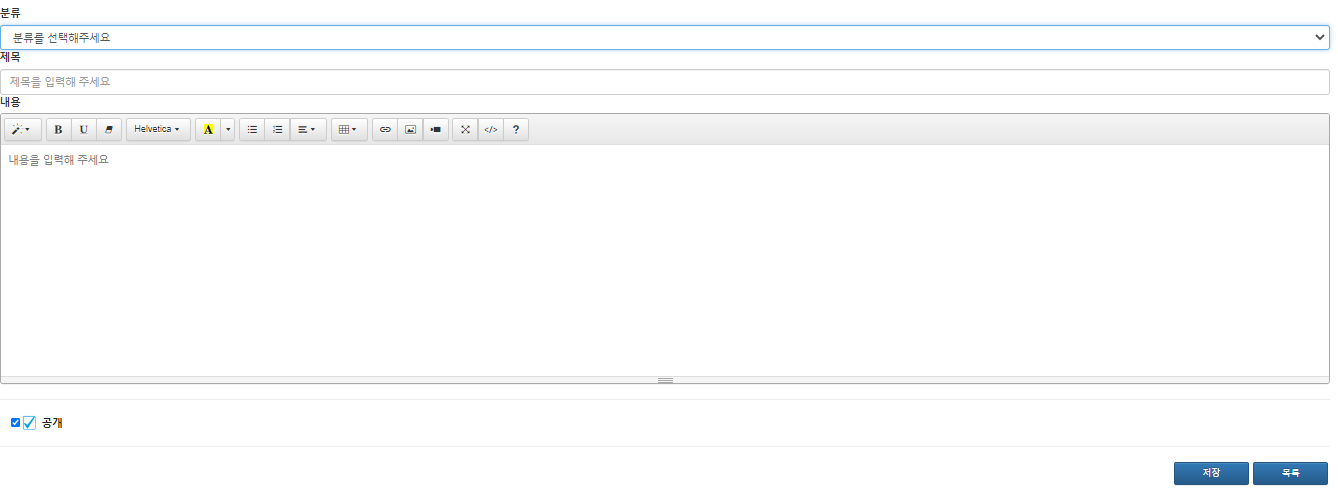 분류
분류를 선택해주세요
제목
제목을 입력해 주세요
내용
B U Helvetica A </> ?
내용을 입력해 주세요
공개
저장 목록